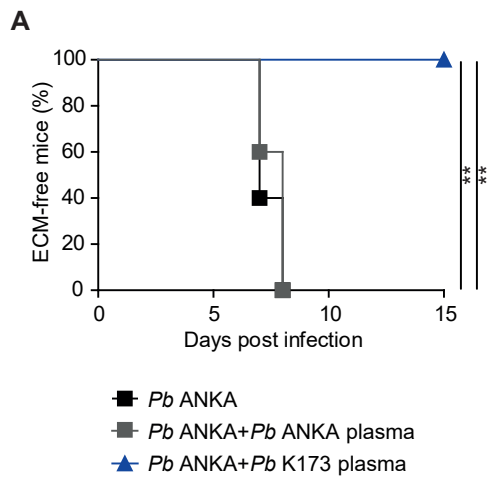 A
ECM-free mice (%)
100
80
60
40
20
0
0 5 10 15
Days post infection
** **
Pb ANKA
Pb ANKA+Pb ANKA plasma
Pb ANKA+Pb K173 plasma